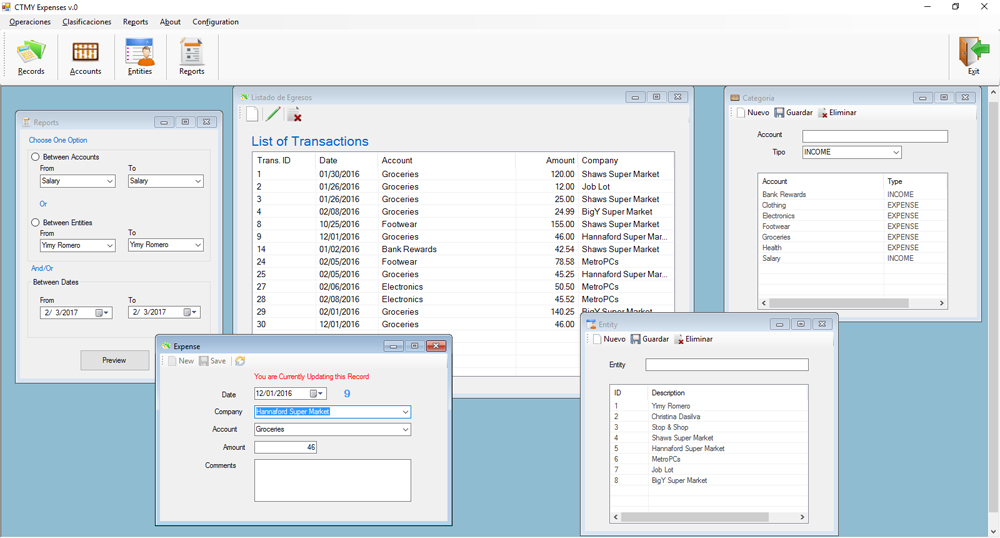 CTMY Expenses v.0
Operaciones Clasificaciones Reports About Configuration
Records Accounts Entities Reports Exit
Reports
Choose One Option
Between Accounts
From To
Salary Salary
Or
Between Entities
From To
Yimy Romero Yimy Romero
And/Or
Between Dates
From To
2/ 3/2017 2/ 3/2017
Preview
Listado de Egresos
List of Transactions
Trans. ID Date Account Amount Company
1 01/30/2016 Groceries 120.00 Shaws Super Market
2 01/26/2016 Groceries 12.00 Job Lot
3 01/26/2016 Groceries 25.00 Shaws Super Market
4 02/08/2016 Groceries 24.99 BigY Super Market
8 10/25/2016 Footwear 155.00 Shaws Super Market
9 12/01/2016 Groceries 46.00 Hannaford Super Mar...
14 01/02/2016 Bank Rewards 42.54 Shaws Super Market
24 02/05/2016 Footwear 78.58 MetroPCs
25 02/05/2016 Groceries 45.25 Hannaford Super Mar...
27 02/06/2016 Electronics 50.50 MetroPCs
28 02/08/2016 Electronics 45.52 MetroPCs
29 02/01/2016 Groceries 140.25 BigY Super Market
30 12/01/2016 Groceries 46.00
Categoria
Nuevo Guardar Eliminar
Account
Tipo INCOME
Account Type
Bank Rewards INCOME
Clothing EXPENSE
Electronics EXPENSE
Footwear EXPENSE
Groceries EXPENSE
Health EXPENSE
Salary INCOME
Expense
New Save
You are Currently Updating this Record
Date 12/01/2016 9
Company Hannaford Super Market
Account Groceries
Amount 46
Comments
Entity
Nuevo Guardar Eliminar
Entity
ID Description
1 Yimy Romero
2 Christina Dasilva
3 Stop & Shop
4 Shaws Super Market
5 Hannaford Super Market
6 MetroPCs
7 Job Lot
8 BigY Super Market